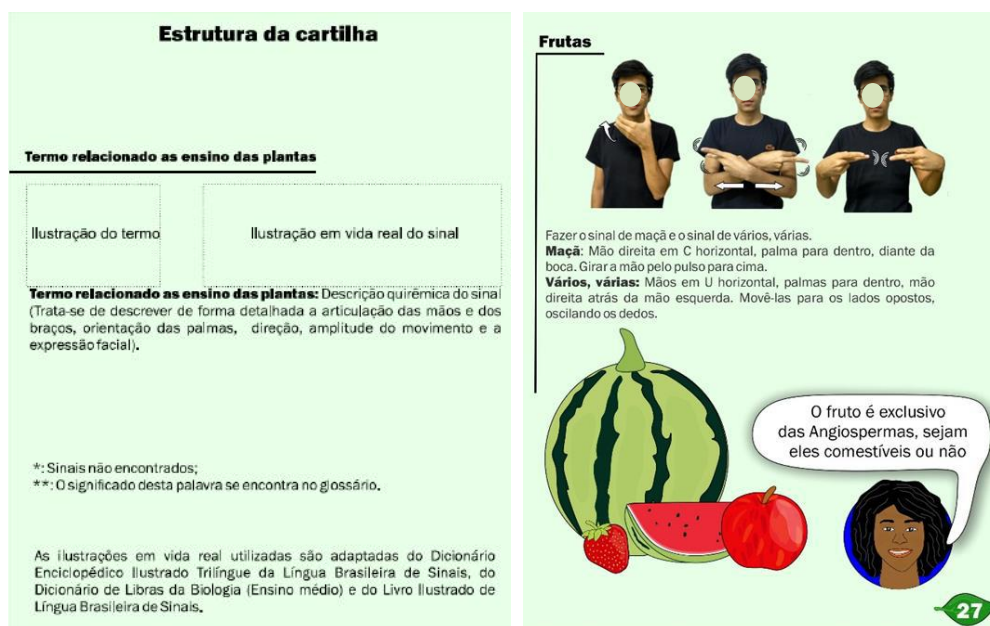 Estrutura da cartilha
Termo relacionado as ensino das plantas
Ilustração do termo
Ilustração em vida real do sinal
Termo relacionado as ensino das plantas: Descrição quirêmica do sinal
(Trata-se de descrever de forma detalhada a articulação das mãos e dos
braços, orientação das palmas, direção, amplitude do movimento e a
expressão facial).
*: Sinais não encontrados;
**: O significado desta palavra se encontra no glossário.
As ilustrações em vida real utilizadas são adaptadas do Dicionário
Enciclopédico Ilustrado Trilíngue da Língua Brasileira de Sinais, do
Dicionário de Libras da Biologia (Ensino médio) e do Livro Ilustrado de
Língua Brasileira de Sinais.
Frutas
Fazer o sinal de maçã e o sinal de vários, várias.
Maçã: Mão direita em C horizontal, palma para dentro, diante da
boca. Girar a mão pelo pulso para cima.
Vários, várias: Mãos em U horizontal, palmas para dentro, mão
direita atrás da mão esquerda. Movê-las para os lados opostos,
oscilando os dedos.
O fruto é exclusivo
das Angiospermas, sejam
eles comestíveis ou não
27